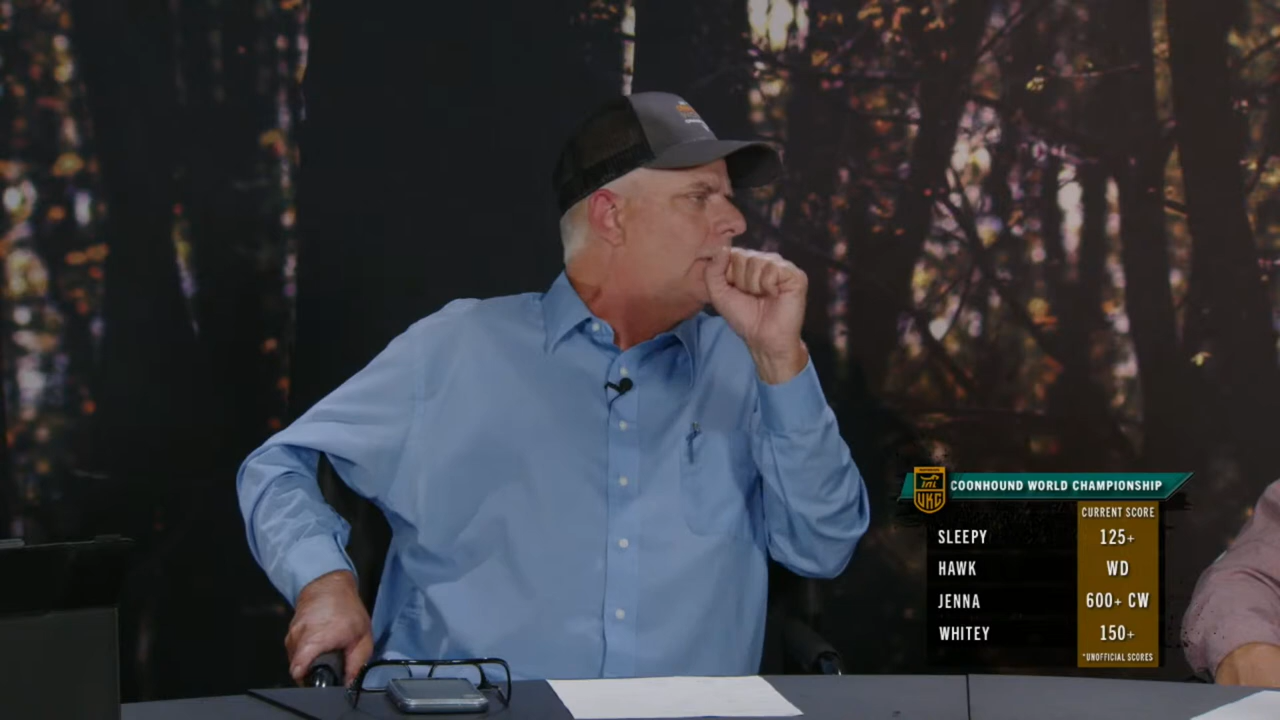 COONHOUND WORLD CHAMPIONSHIP
UKC
CURRENT SCORE
SLEEPY 125+
HAWK WD
JENNA 600+ CW
WHITEY 150+
*UNOFFICIAL SCORES